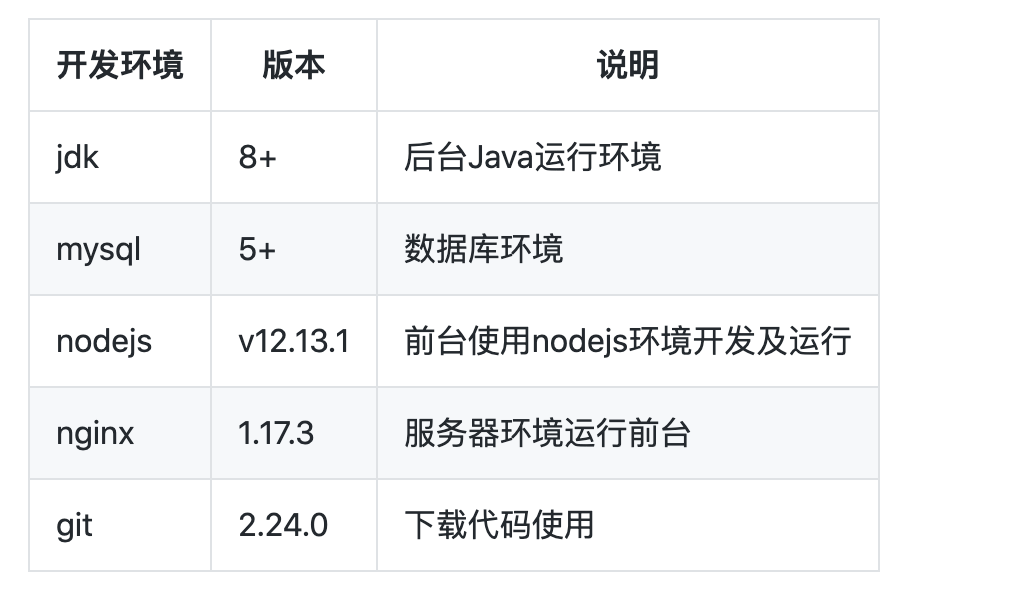 开发环境 版本 说明
jdk 8+ 后台Java运行环境
mysql 5+ 数据库环境
nodejs v12.13.1 前台使用nodejs环境开发及运行
nginx 1.17.3 服务器环境运行前台
git 2.24.0 下载代码使用